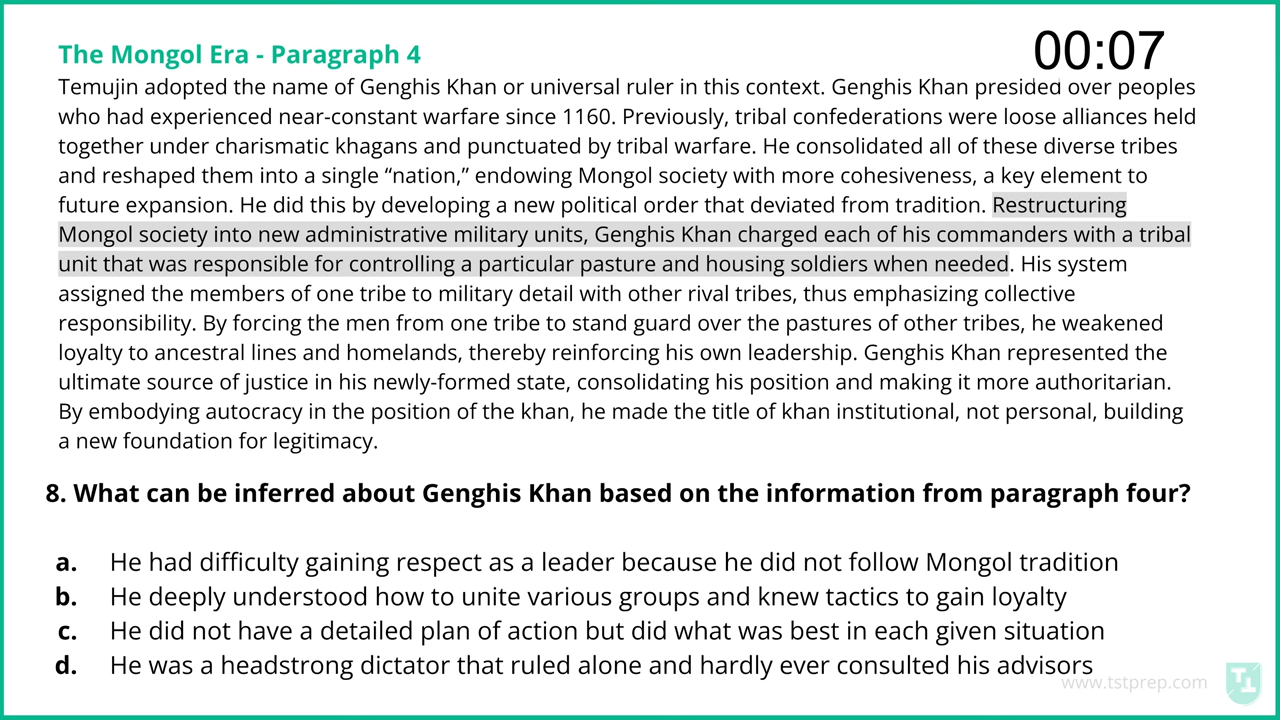 The Mongol Era - Paragraph 4
00:07
Temujin adopted the name of Genghis Khan or universal ruler in this context. Genghis Khan presided over peoples
who had experienced near-constant warfare since 1160. Previously, tribal confederations were loose alliances held
together under charismatic khagans and punctuated by tribal warfare. He consolidated all of these diverse tribes
and reshaped them into a single “nation,” endowing Mongol society with more cohesiveness, a key element to
future expansion. He did this by developing a new political order that deviated from tradition. Restructuring
Mongol society into new administrative military units, Genghis Khan charged each of his commanders with a tribal
unit that was responsible for controlling a particular pasture and housing soldiers when needed. His system
assigned the members of one tribe to military detail with other rival tribes, thus emphasizing collective
responsibility. By forcing the men from one tribe to stand guard over the pastures of other tribes, he weakened
loyalty to ancestral lines and homelands, thereby reinforcing his own leadership. Genghis Khan represented the
ultimate source of justice in his newly-formed state, consolidating his position and making it more authoritarian.
By embodying autocracy in the position of the khan, he made the title of khan institutional, not personal, building
a new foundation for legitimacy.
8. What can be inferred about Genghis Khan based on the information from paragraph four?
a. He had difficulty gaining respect as a leader because he did not follow Mongol tradition
b. He deeply understood how to unite various groups and knew tactics to gain loyalty
c. He did not have a detailed plan of action but did what was best in each given situation
d. He was a headstrong dictator that ruled alone and hardly ever consulted his advisors
www.tstprep.com